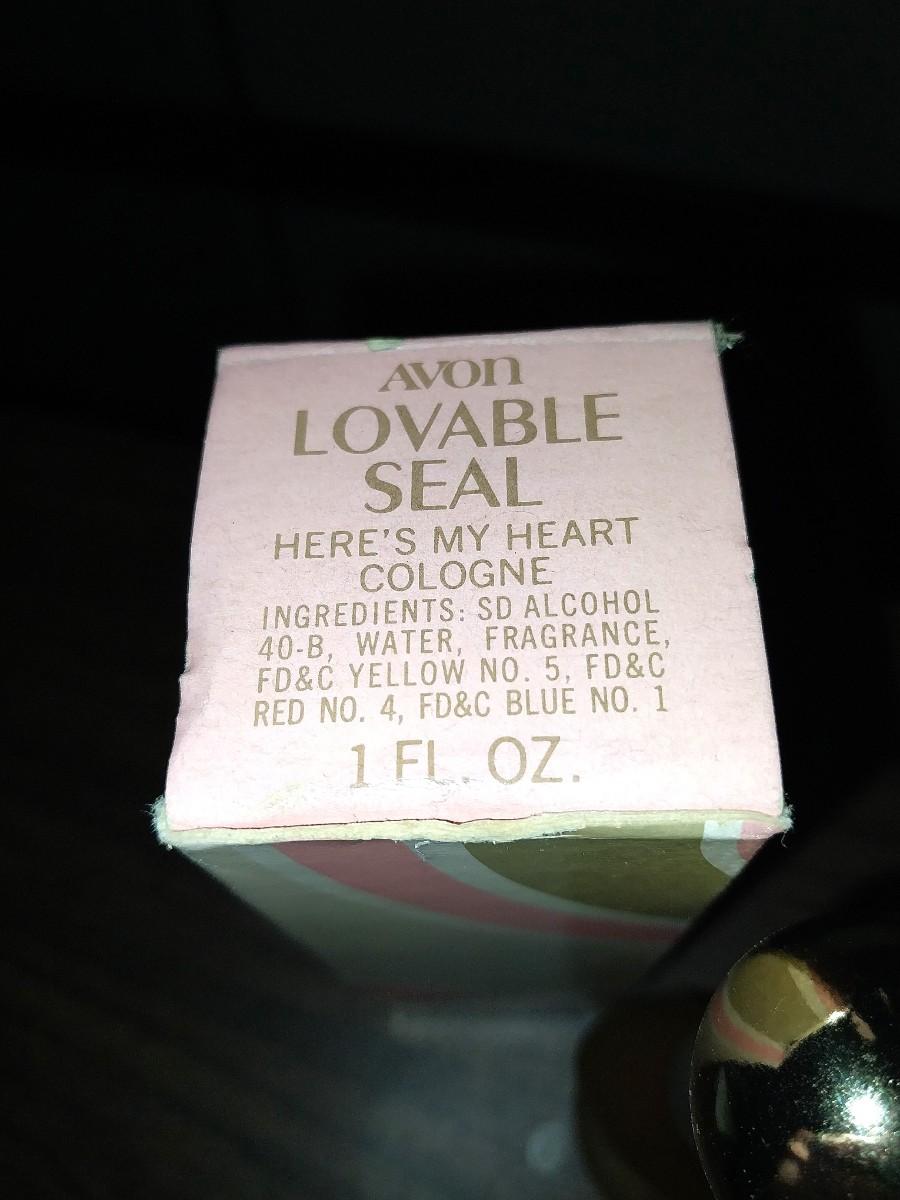 AVON
LOVABLE
SEAL
HERE'S MY HEART
COLOGNE
INGREDIENTS: SD ALCOHOL
40-B, WATER, FRAGRANCE,
FD&C YELLOW NO. 5, FD&C
RED NO. 4, FD&C BLUE NO. 1
1 FL OZ.